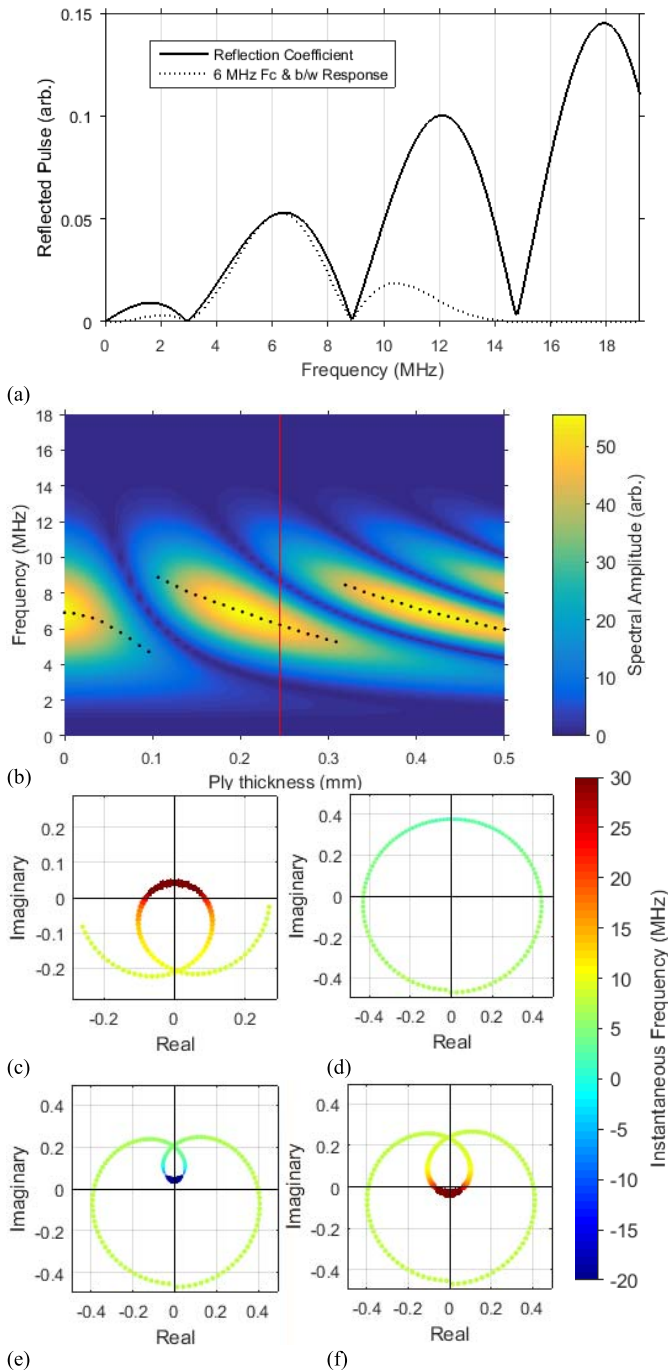 0.15
0.1
0.05
0
Reflected Pulse (arb.)
Reflection Coefficient
6 MHz Fc & b/w Response
0 2 4 6 8 10 12 14 16 18
Frequency (MHz)
(a)
18
16
14
12
10
8
6
4
2
0
Frequency (MHz)
0 0.1 0.2 0.3 0.4 0.5
Ply thickness (mm)
50
40
30
20
10
0
Spectral Amplitude (arb.)
(b)
0.2
0.1
0
-0.1
-0.2
Imaginary
-0.2 0 0.2
Real
(c)
0.4
0.2
0
-0.2
-0.4
Imaginary
-0.4 -0.2 0 0.2 0.4
Real
(d)
30
25
20
15
10
5
0
-5
-10
-15
-20
Instantaneous Frequency (MHz)
0.4
0.2
0
-0.2
-0.4
Imaginary
-0.4 -0.2 0 0.2 0.4
Real
(e)
0.4
0.2
0
-0.2
-0.4
Imaginary
-0.4 -0.2 0 0.2 0.4
Real
(f)